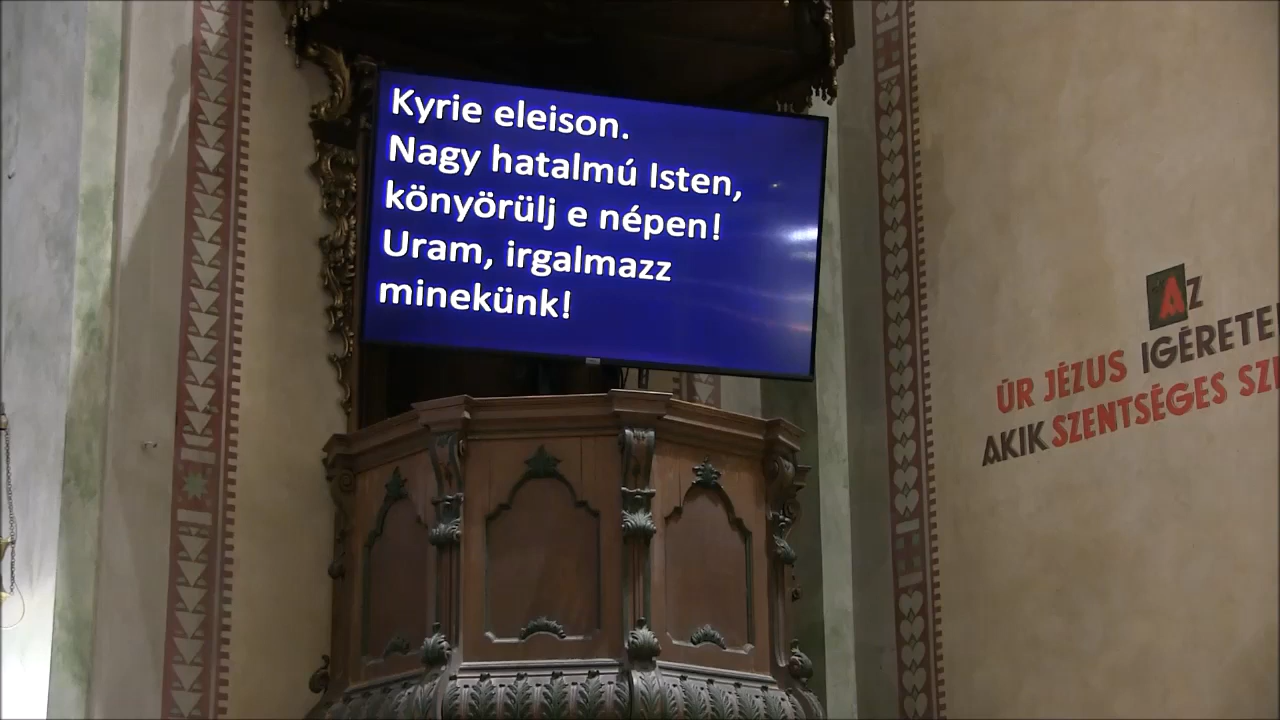 Kyrie eleison.
Nagy hatalmú Isten,
könyörülj e népen!
Uram, irgalmazz
minekünk!
AZ
ÚR JÉZUS IGÉRETE
AKIK SZENTSÉGES